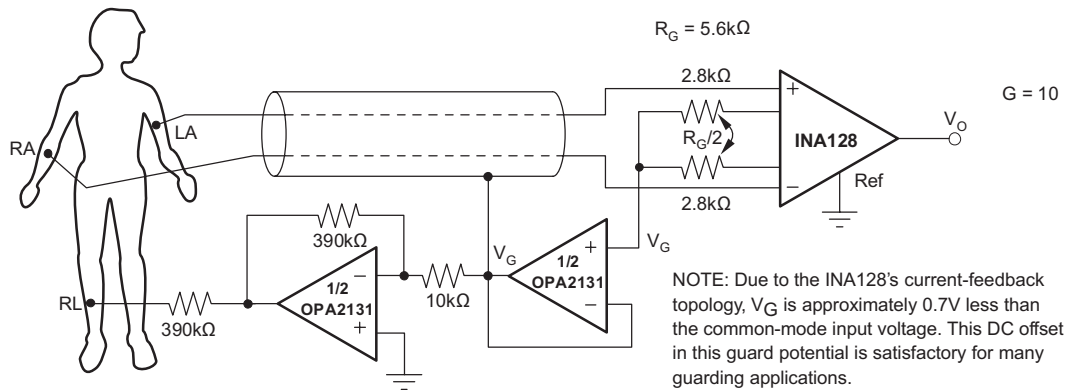 R_G = 5.6kΩ
2.8kΩ
G = 10
LA
RA
R_G/2
INA128
V_O
Ref
2.8kΩ
390kΩ
V_G
V_G
1/2
OPA2131
10kΩ
1/2
OPA2131
RL
390kΩ
NOTE: Due to the INA128's current-feedback
topology, V_G is approximately 0.7V less than
the common-mode input voltage. This DC offset
in this guard potential is satisfactory for many
guarding applications.